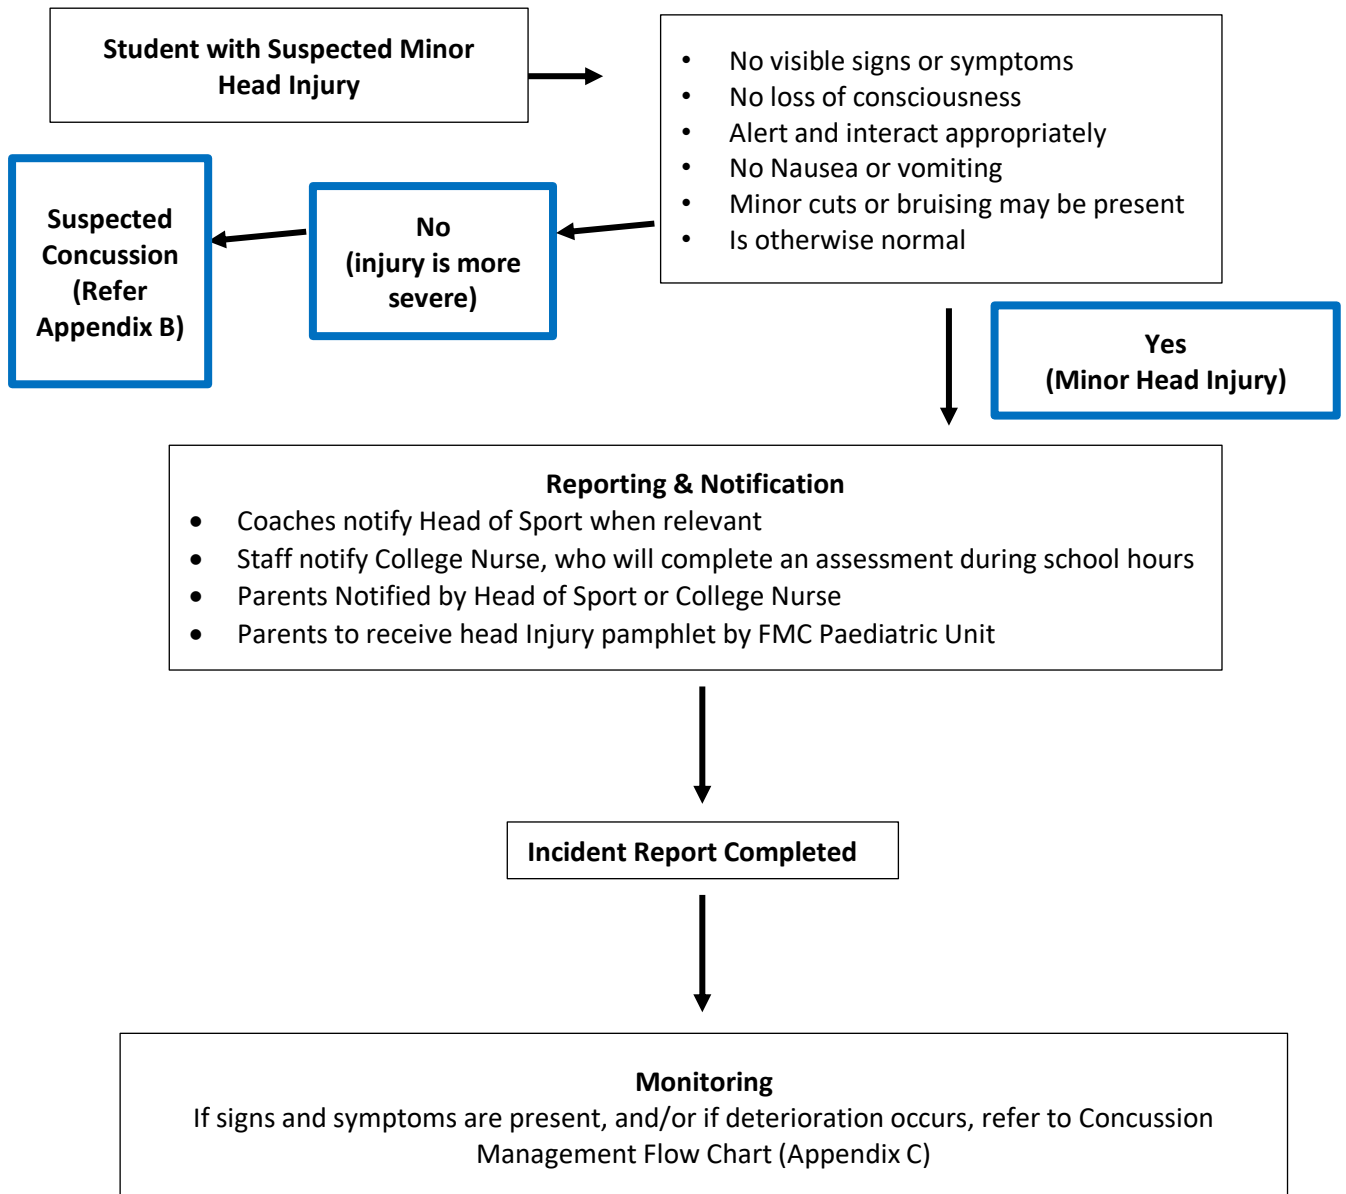 Student with Suspected Minor
Head Injury
• No visible signs or symptoms
• No loss of consciousness
• Alert and interact appropriately
• No Nausea or vomiting
• Minor cuts or bruising may be present
• Is otherwise normal
No
(injury is more
severe)
Suspected
Concussion
(Refer
Appendix B)
Yes
(Minor Head Injury)
Reporting & Notification
• Coaches notify Head of Sport when relevant
• Staff notify College Nurse, who will complete an assessment during school hours
• Parents Notified by Head of Sport or College Nurse
• Parents to receive head Injury pamphlet by FMC Paediatric Unit
Incident Report Completed
Monitoring
If signs and symptoms are present, and/or if deterioration occurs, refer to Concussion
Management Flow Chart (Appendix C)